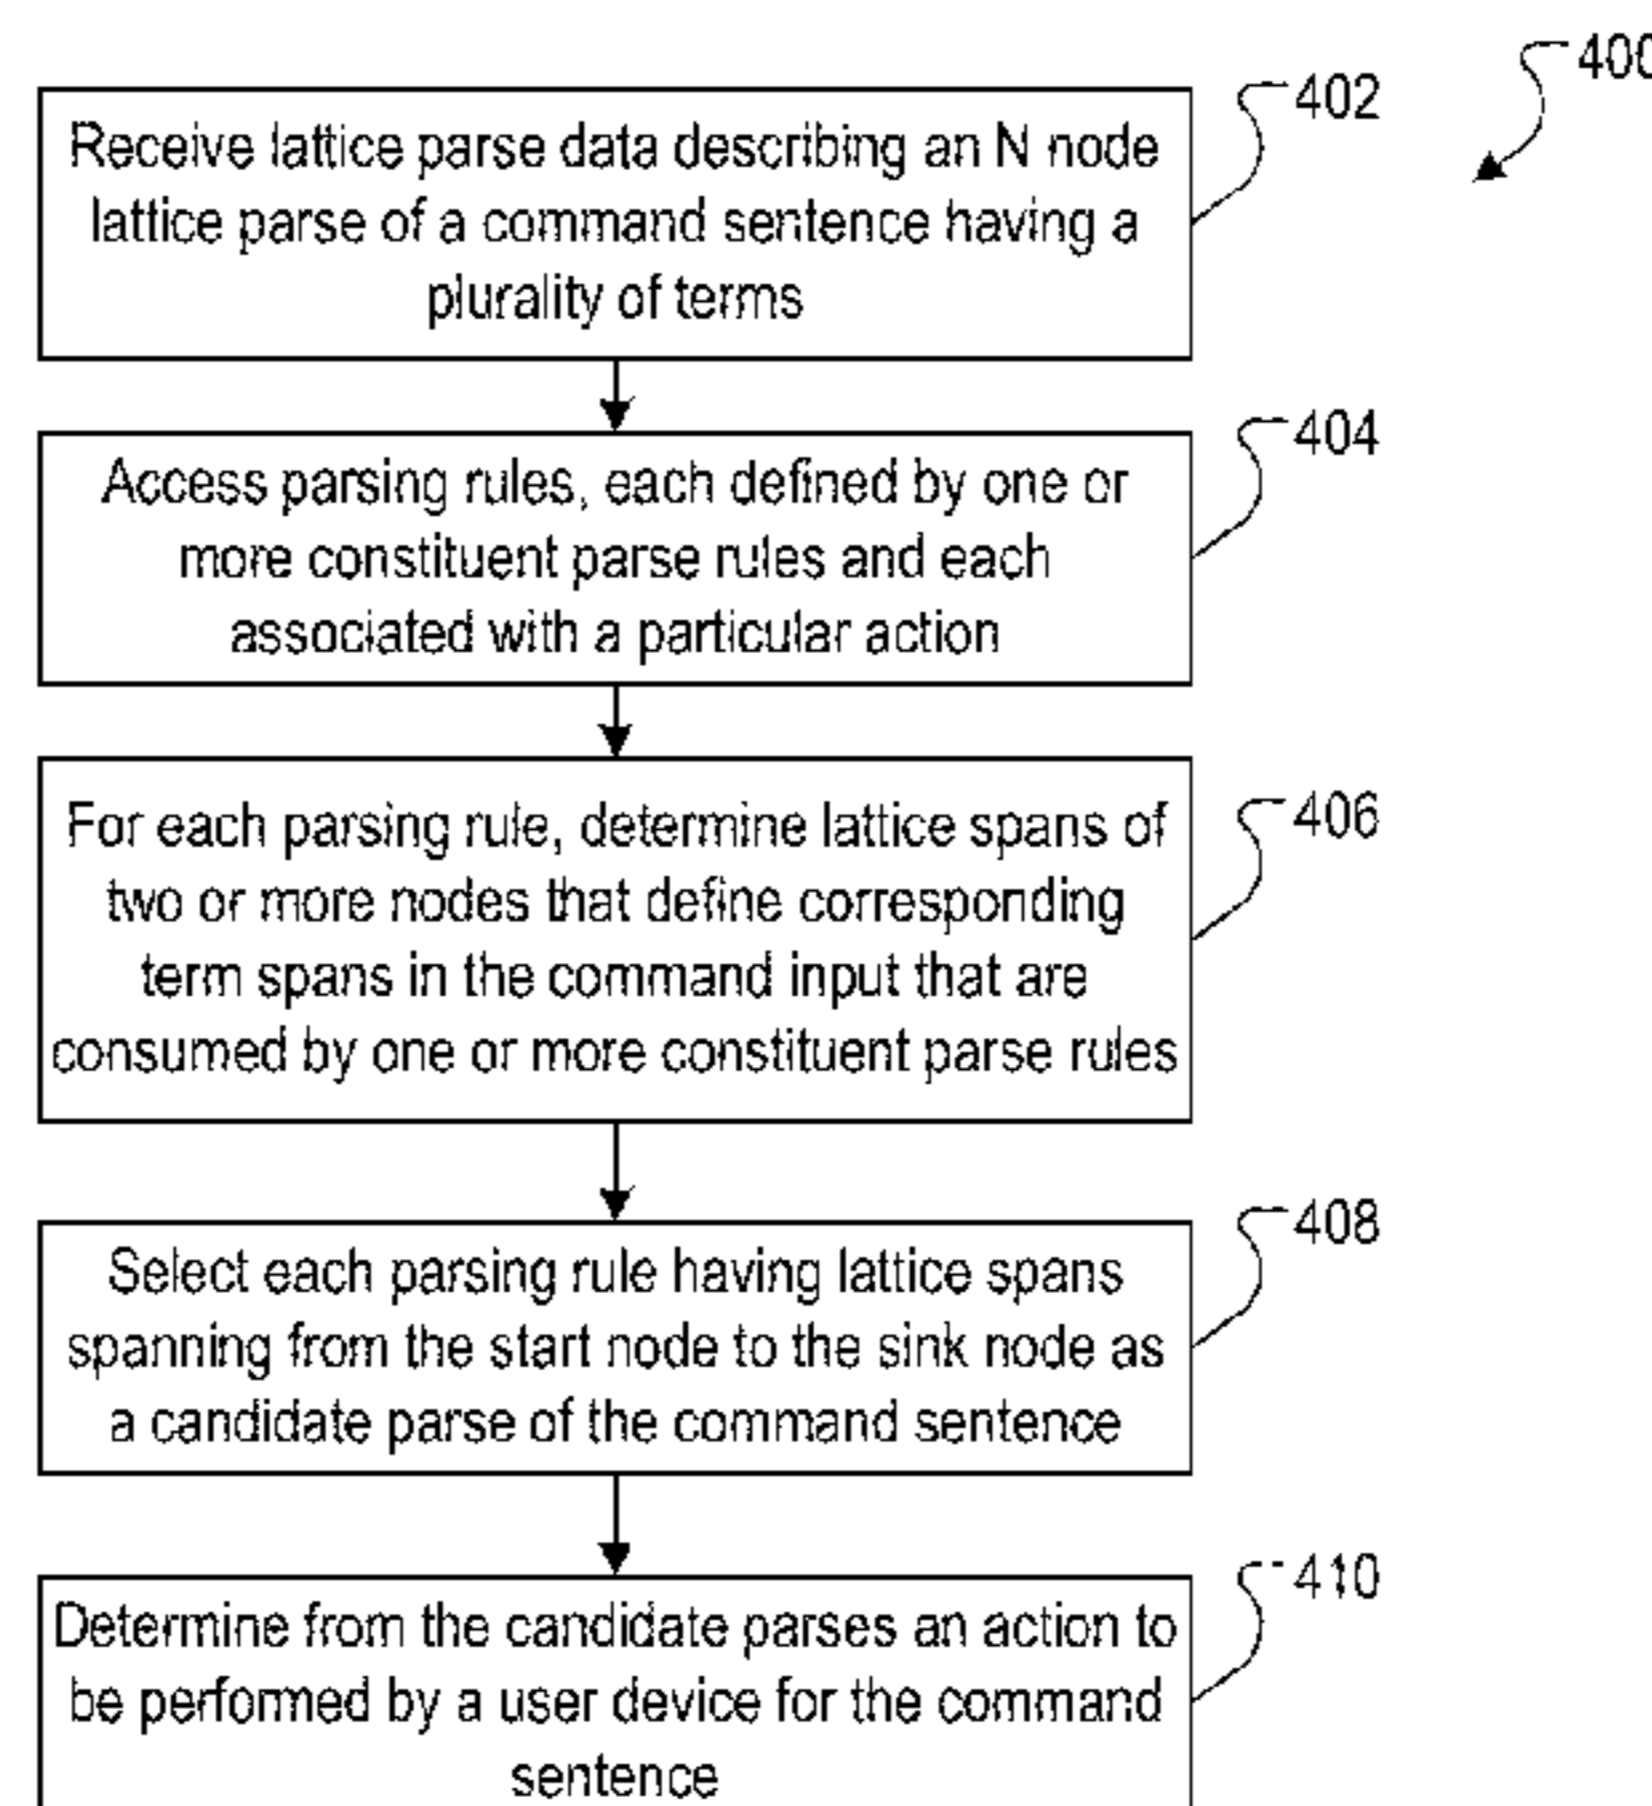 400
402
Receive lattice parse data describing an N node
lattice parse of a command sentence having a
plurality of terms
404
Access parsing rules, each defined by one or
more constituent parse rules and each
associated with a particular action
406
For each parsing rule, determine lattice spans of
two or more nodes that define corresponding
term spans in the command input that are
consumed by one or more constituent parse rules
408
Select each parsing rule having lattice spans
spanning from the start node to the sink node as
a candidate parse of the command sentence
410
Determine from the candidate parses an action to
be performed by a user device for the command
sentence